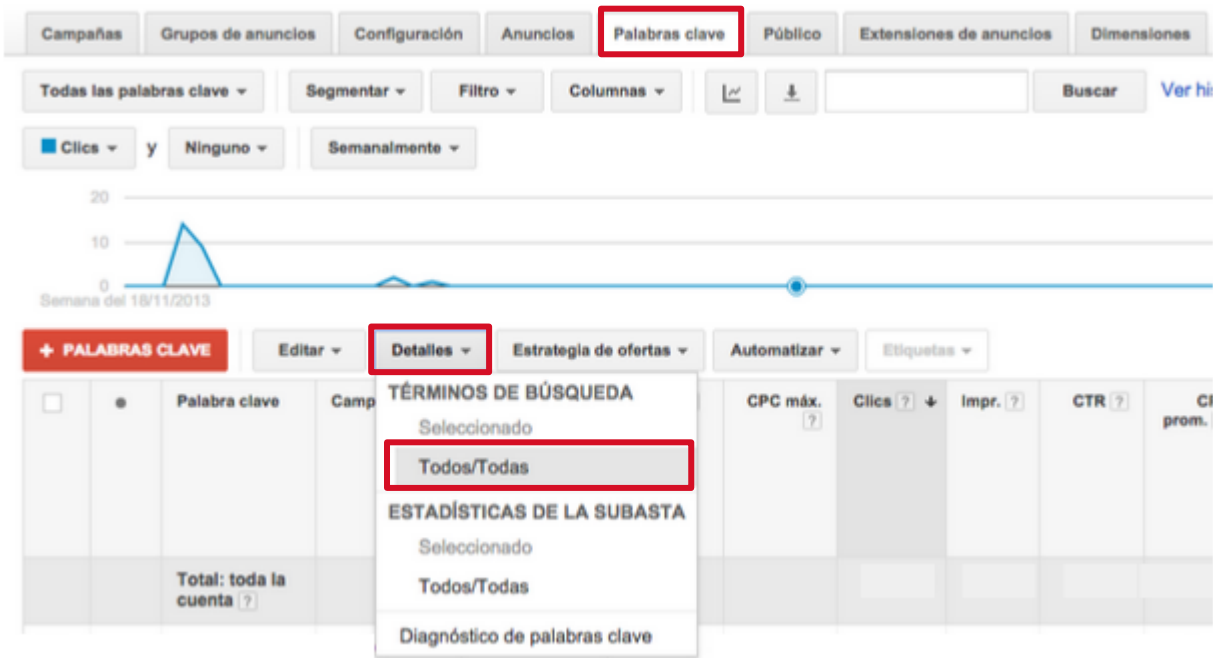 Campañas Grupos de anuncios Configuración Anuncios Palabras clave Público Extensiones de anuncios Dimensiones
Todas las palabras clave Segmentar Filtro Columnas Buscar Ver
Clics y Ninguno Semanalmente
20
10
0
Semana del 18/11/2013
+ PALABRAS CLAVE Editar Detalles Estrategia de ofertas Automatizar Etiquetas
TÉRMINOS DE BÚSQUEDA
Seleccionado
Todos/Todas
ESTADÍSTICAS DE LA SUBASTA
Seleccionado
Todos/Todas
Diagnóstico de palabras clave
Palabra clave Camp CPC máx. ? Clics ? Impr. ? CTR ?
prom.
Total: toda la
cuenta ?